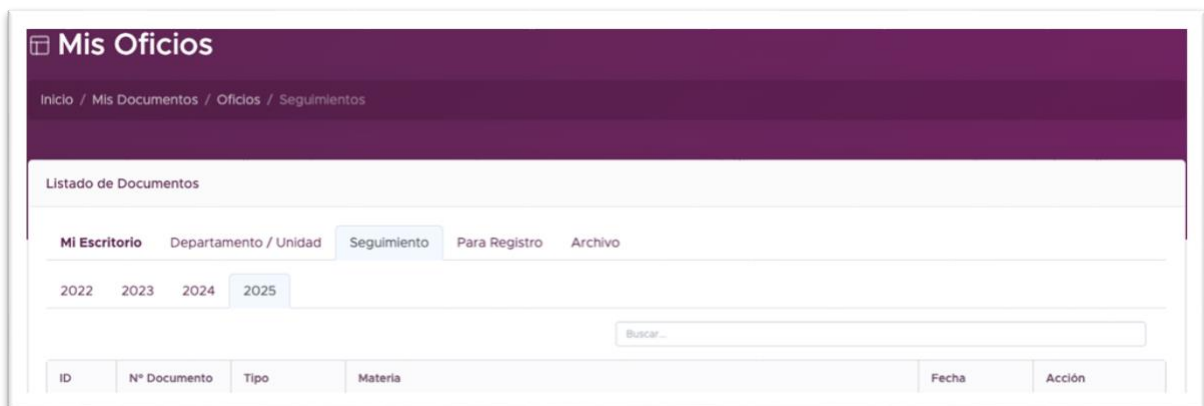 Mis Oficios
Inicio / Mis Documentos / Oficios / Seguimientos
Listado de Documentos
Mi Escritorio Departamento / Unidad Seguimiento Para Registro Archivo
2022 2023 2024 2025
Buscar...
ID Nº Documento Tipo Materia Fecha Acción